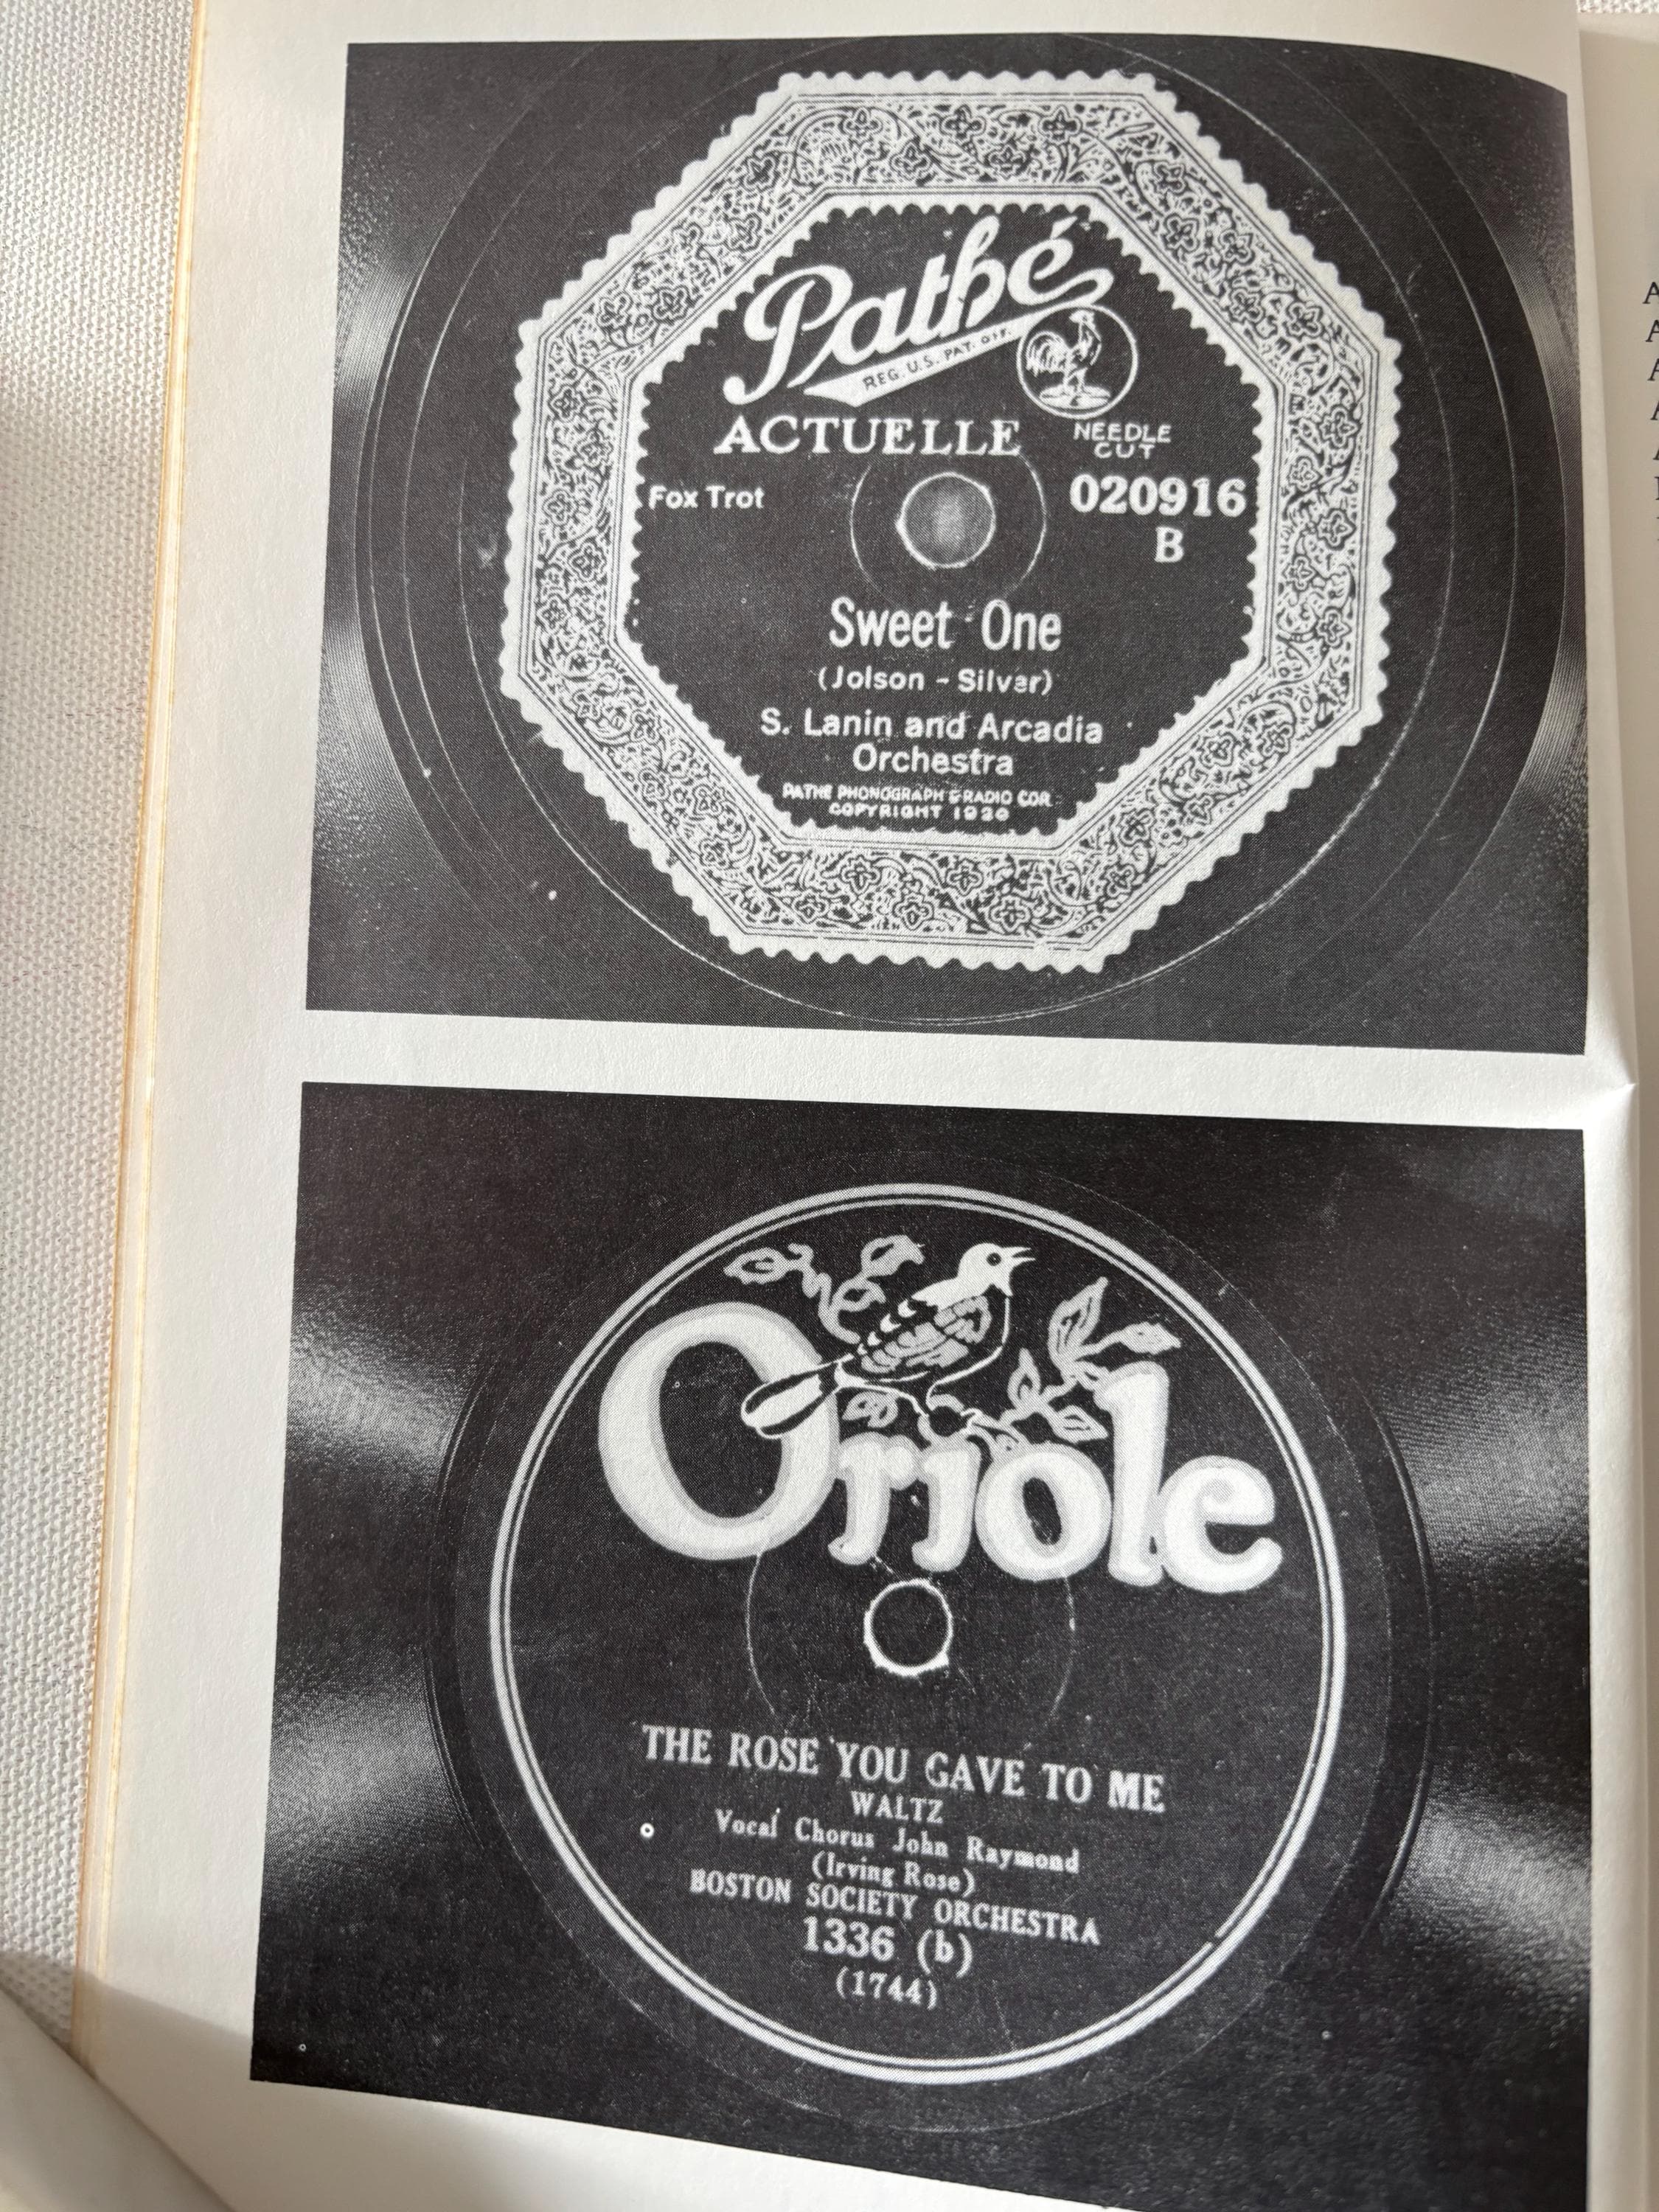 Pathé
REG. U.S. PAT. OFF.
ACTUELLE
NEEDLE
CUT
Fox Trot
020916
B
Sweet One
(Jolson - Silver)
S. Lanin and Arcadia
Orchestra
PATHE PHONOGRAPH & RADIO COR
COPYRIGHT 1920
Oriole
THE ROSE YOU GAVE TO ME
WALTZ
Vocal Chorus John Raymond
(Irving Rose)
BOSTON SOCIETY ORCHESTRA
1336 (b)
(1744)